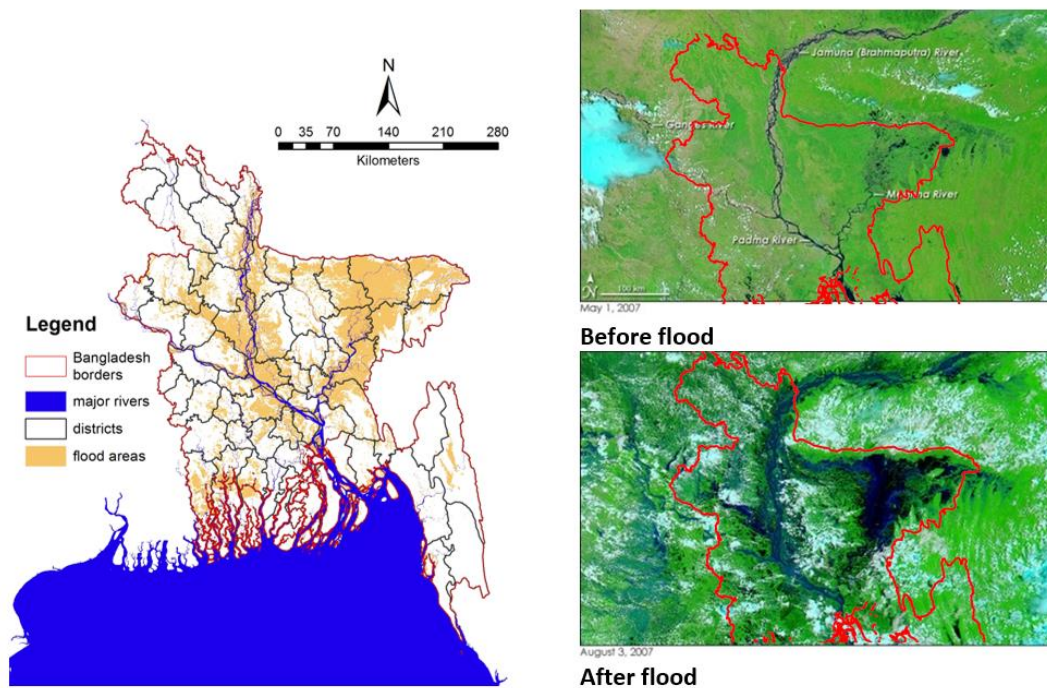 N
0 35 70 140 210 280
Kilometers
Legend
Bangladesh
borders
major rivers
districts
flood areas
Jamuna (Brahmaputra) River
Ganges River
Meghna River
Padma River
N
100 km
May 1, 2007
Before flood
August 3, 2007
After flood